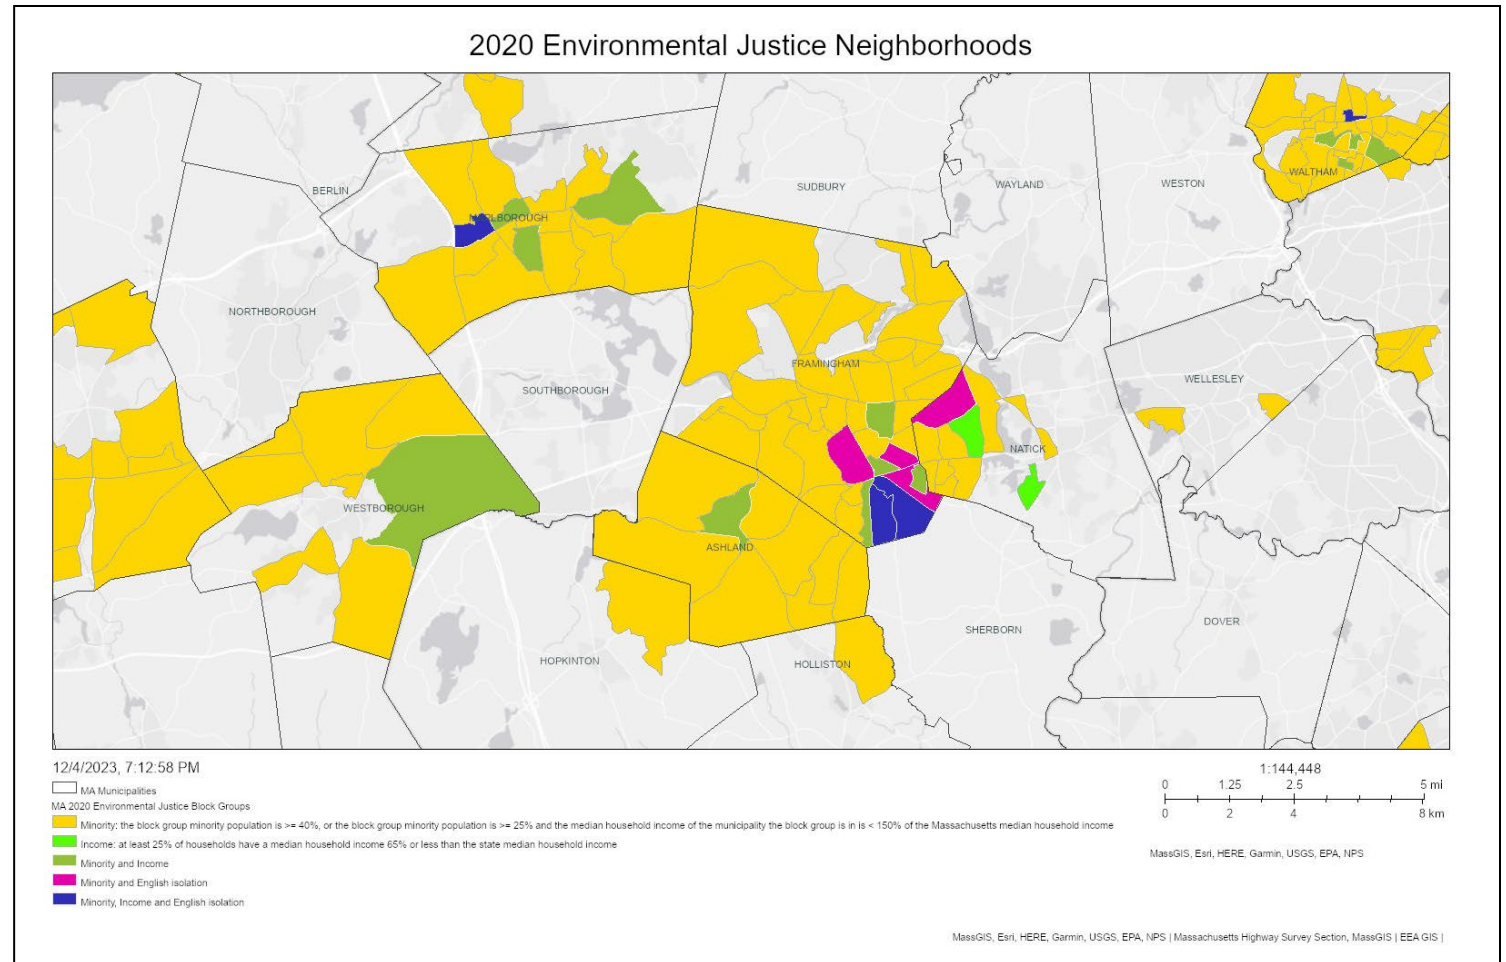 2020 Environmental Justice Neighborhoods
BERLIN
MARLBOROUGH
SUDBURY
WAYLAND
WESTON
WALTHAM
NORTHBOROUGH
SOUTHBOROUGH
FRAMINGHAM
WELLESLEY
NATICK
WESTBOROUGH
ASHLAND
HOPKINTON
HOLLISTON
SHERBORN
DOVER
12/4/2023, 7:12:58 PM
MA Municipalities
MA 2020 Environmental Justice Block Groups
Minority: the block group minority population is >= 40%, or the block group minority population is >= 25% and the median household income of the municipality the block group is in is < 150% of the Massachusetts median household income
Income: at least 25% of households have a median household income 65% or less than the state median household income
Minority and Income
Minority and English isolation
Minority, Income and English isolation
1:144,448
0 1.25 2.5 5 mi
0 2 4 8 km
MassGIS, Esri, HERE, Garmin, USGS, EPA, NPS
MassGIS, Esri, HERE, Garmin, USGS, EPA, NPS | Massachusetts Highway Survey Section, MassGIS | EEA GIS |